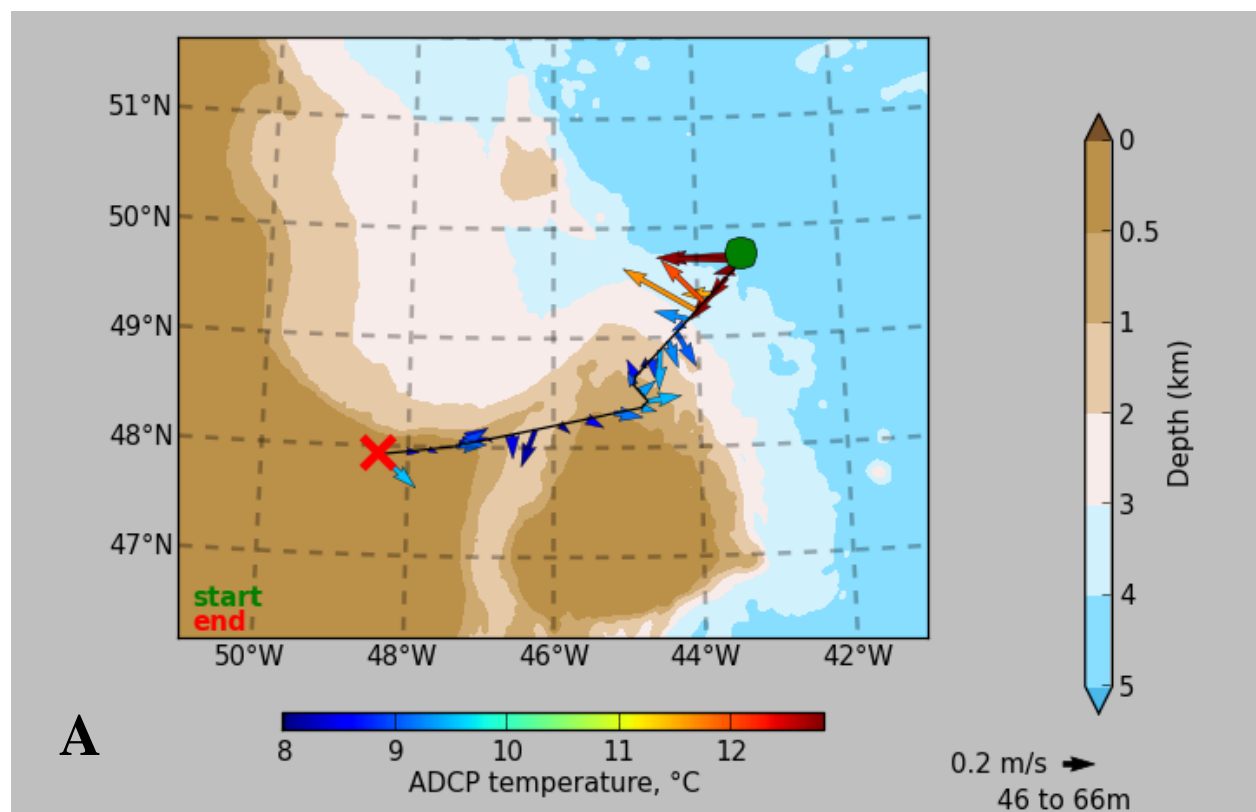 51°N
50°N
49°N
48°N
47°N
start
end
50°W 48°W 46°W 44°W 42°W
0
0.5
1
2
3
4
5
Depth (km)
A
8 9 10 11 12
ADCP temperature, °C
0.2 m/s
46 to 66m